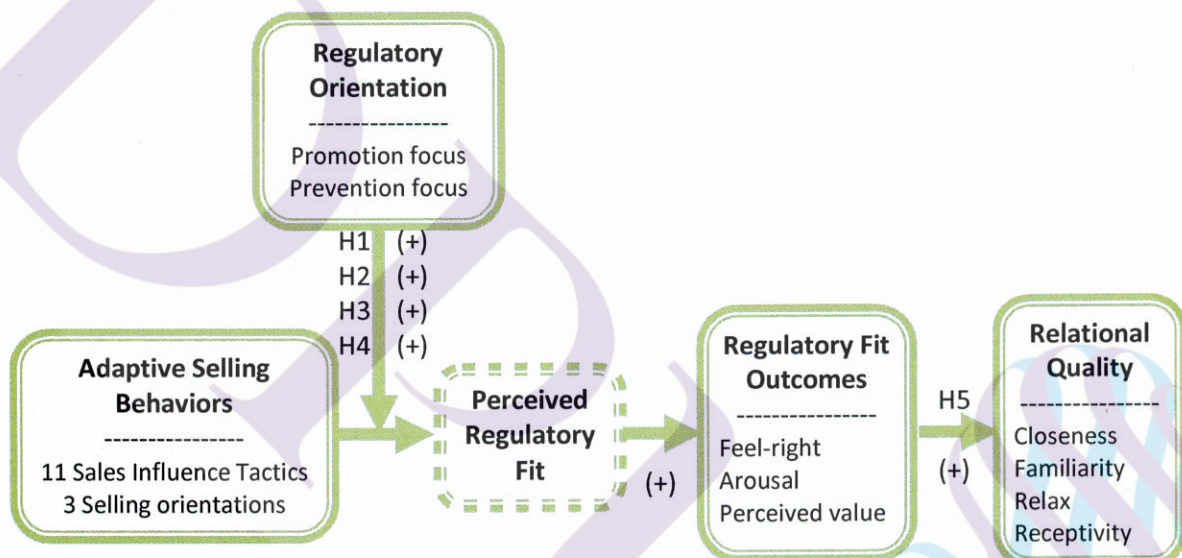 Regulatory
Orientation
-----------------
Promotion focus
Prevention focus
H1 (+)
H2 (+)
H3 (+)
H4 (+)
Adaptive Selling
Behaviors
----------------
11 Sales Influence Tactics
3 Selling orientations
Perceived
Regulatory
Fit
(+)
Regulatory Fit
Outcomes
----------------
Feel-right
Arousal
Perceived value
H5
(+)
Relational
Quality
-----------------
Closeness
Familiarity
Relax
Receptivity